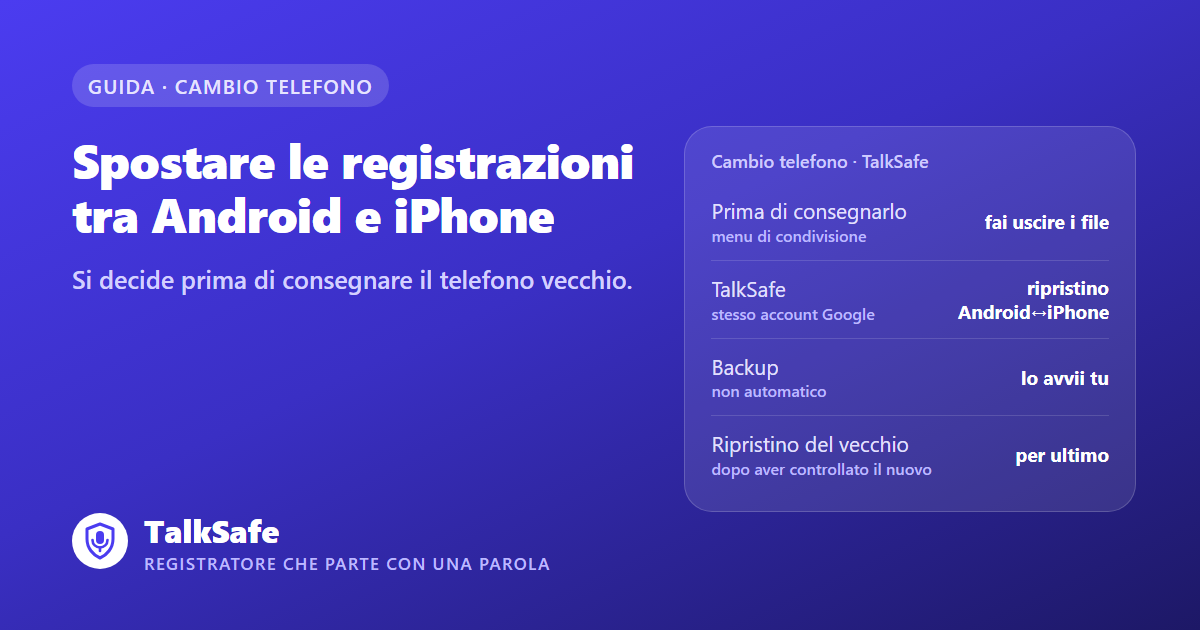 GUIDA · CAMBIO TELEFONO
Spostare le registrazioni
tra Android e iPhone
Si decide prima di consegnare il telefono vecchio.
Cambio telefono · TalkSafe
Prima di consegnarlo
menu di condivisione
fai uscire i file
TalkSafe
stesso account Google
ripristino
Android↔iPhone
Backup
non automatico
lo avvii tu
Ripristino del vecchio
dopo aver controllato il nuovo
per ultimo
TalkSafe
REGISTRATORE CHE PARTE CON UNA PAROLA